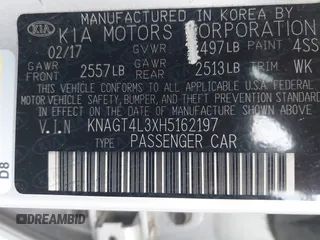 MADE IN KOREA
KIA KIA MOTORS CORPORATION
02/17 GVWR 4497LB PAINT 4SS
GAWR FRONT 2557LB GAWR REAR 2513LB TRIM WK
THIS VEHICLE CONFORMS TO ALL APPLICABLE U.S.A. FEDERAL
MOTOR VEHICLE SAFETY, BUMPER, AND THEFT PREVENTION
STANDARDS IN EFFECT ON THE DATE OF MANUFACTURE SHOWN ABOVE
V.I.N KNAGT4L3XH5162197
TYPE PASSENGER CAR
D8
DREAMBID